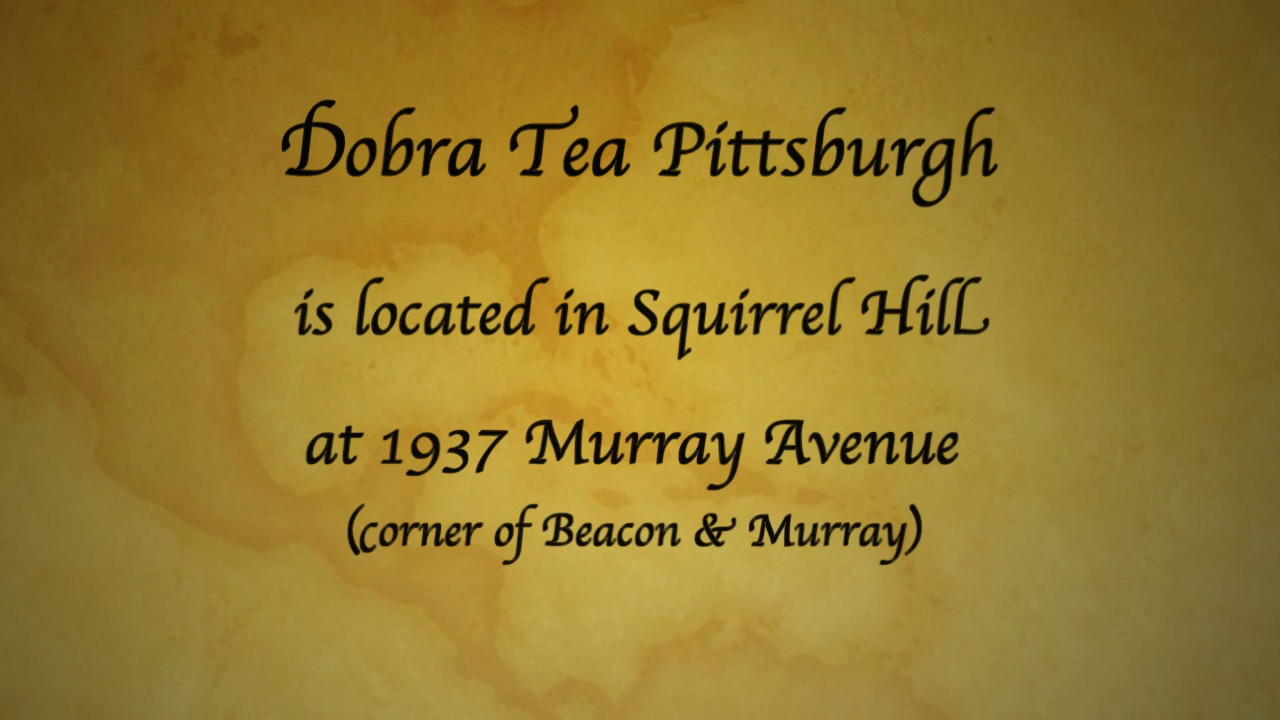 Dobra Tea Pittsburgh
is located in Squirrel Hill
at 1937 Murray Avenue
(corner of Beacon & Murray)